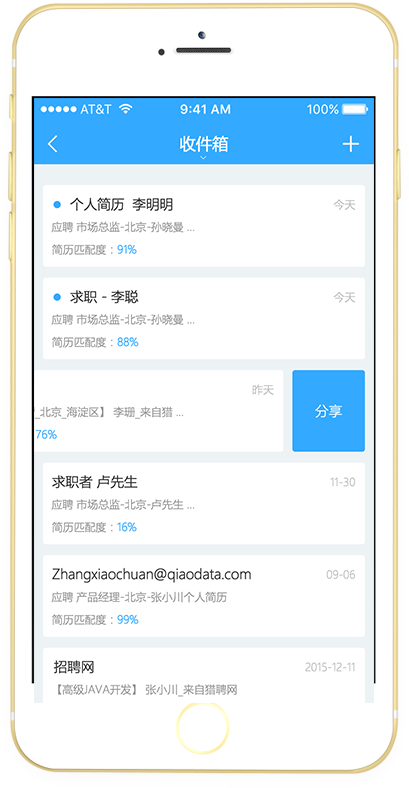 AT&T 9:41 AM 100%
收件箱
个人简历 李明明 今天
应聘 市场总监-北京-孙晓曼 ...
简历匹配度：91%
求职 - 李聪 今天
应聘 市场总监-北京-孙晓曼 ...
简历匹配度：88%
昨天
_北京_海淀区】 李珊_来自猎 ...
76%
分享
求职者 卢先生 11-30
应聘 市场总监-北京-卢先生 ...
简历匹配度：16%
Zhangxiaochuan@qiaodata.com 09-06
应聘 产品经理-北京-张小川个人简历
简历匹配度：99%
招聘网 2015-12-11
【高级JAVA开发】 张小川_来自猎聘网